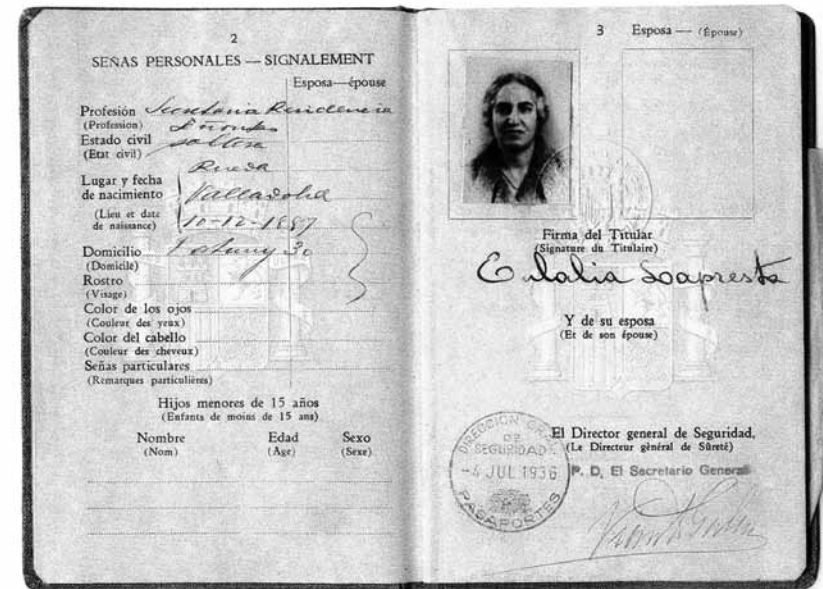 2
SEÑAS PERSONALES — SIGNALEMENT
Esposa—épouse
Profesión Secretaria Residencia
(Profession) Sñoritas
Estado civil soltera
(Etat civil)
Rueda
Lugar y fecha
de nacimiento Valladolid
(Lieu et date
de naissance) 10-12-1887
Domicilio 30
(Domicile)
Rostro
(Visage)
Color de los ojos
(Couleur des yeux)
Color del cabello
(Couleur des cheveux)
Señas particulares
(Remarques particulières)
Hijos menores de 15 años
(Enfants de moins de 15 ans)
Nombre Edad Sexo
(Nom) (Age) (Sexe)
3 Esposa — (Épouse)
Firma del Titular
(Signature du Titulaire)
Eulalia Lapresta
Y de su esposa
(Et de son épouse)
El Director general de Seguridad,
(Le Directeur général de Sûreté)
P. D. El Secretario General
DIRECCION GRAL
DE
SEGURIDAD
-4 JUL 1936
PASAPORTES